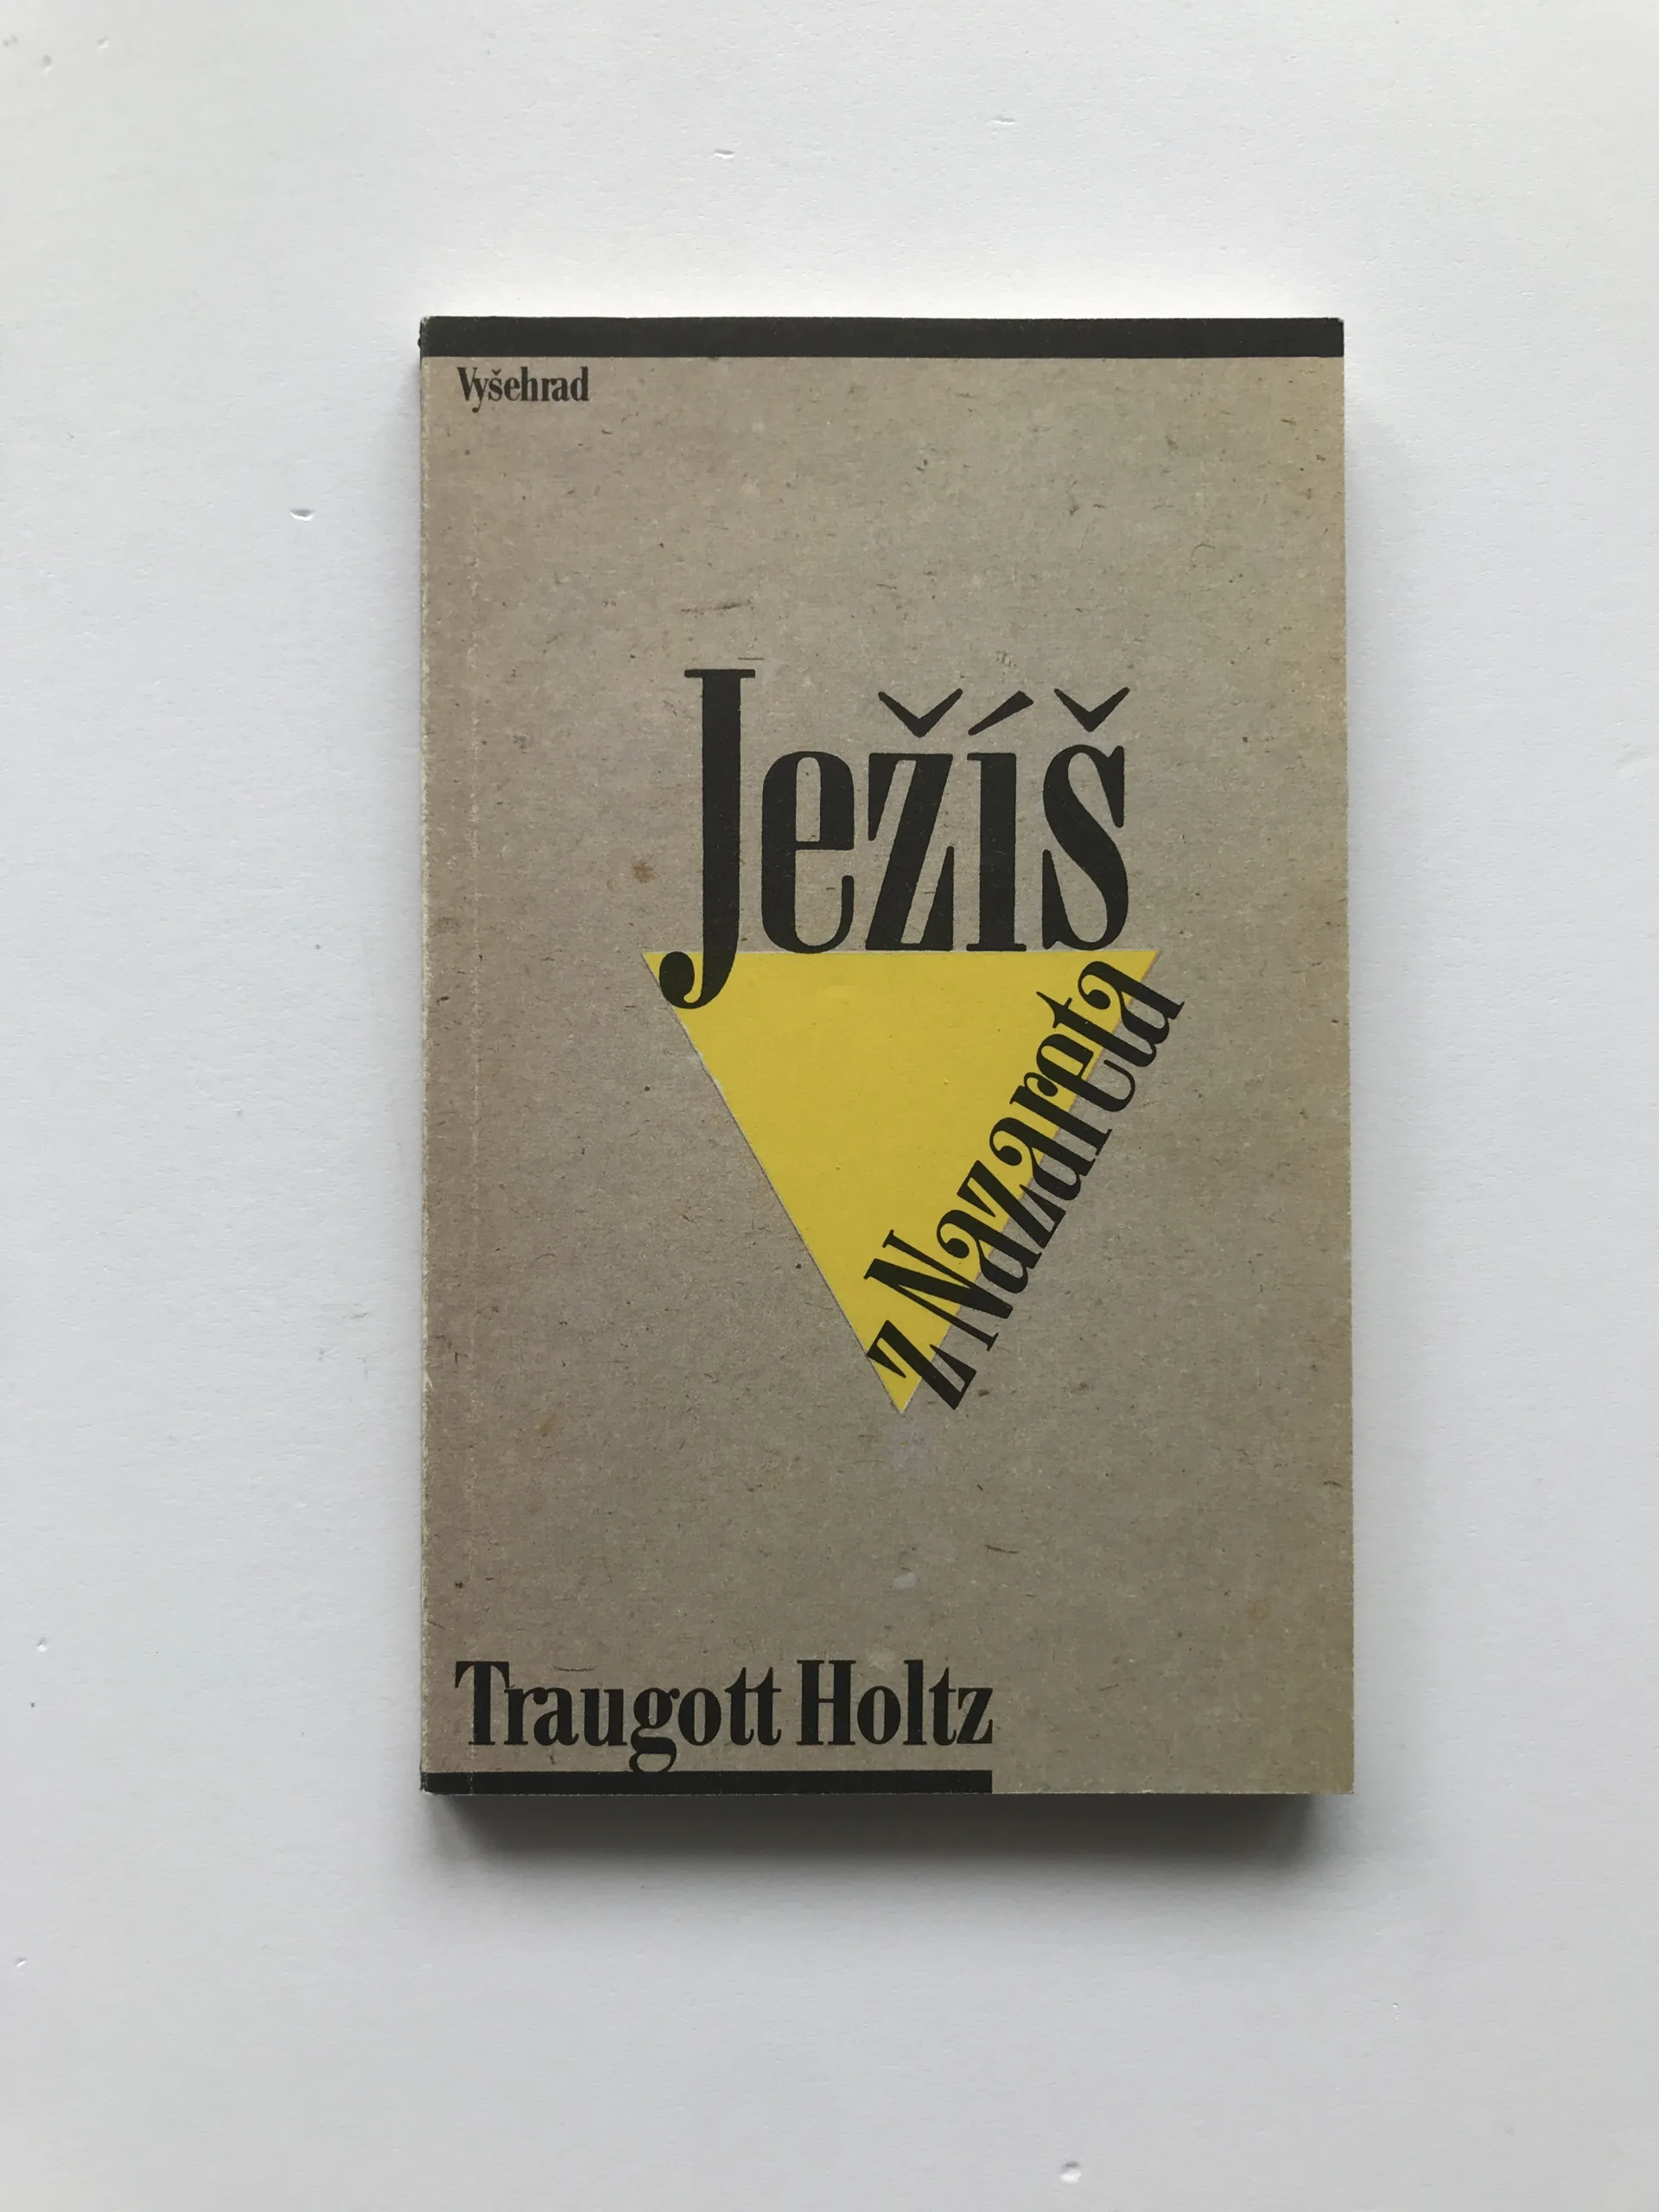 Vyšehrad
Ježíš
z Nazareta
Traugott Holtz